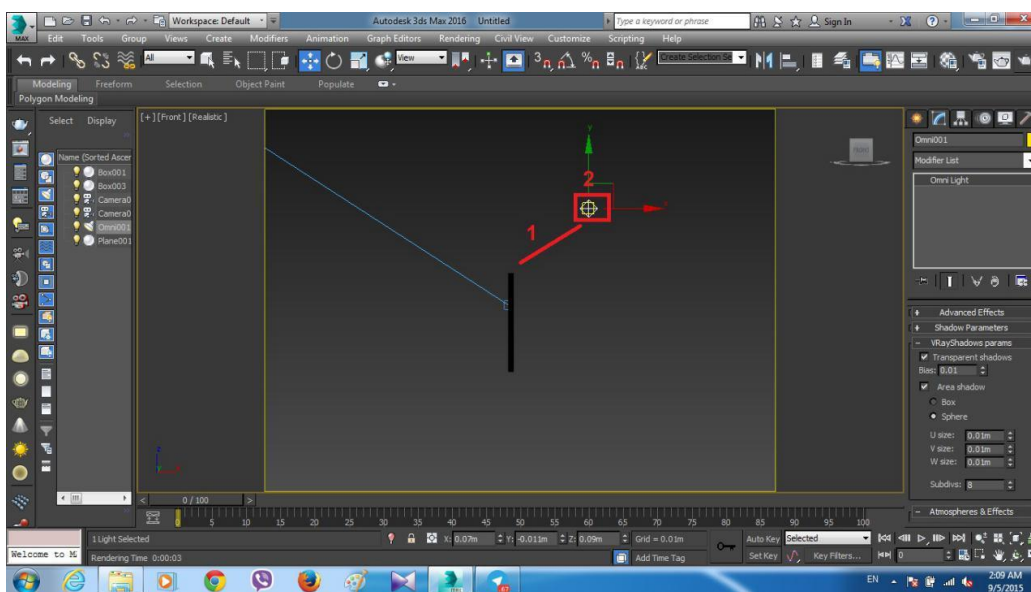 Workspace: Default
Autodesk 3ds Max 2016 Untitled
Type a keyword or phrase
Sign In
MAX
Edit Tools Group Views Create Modifiers Animation Graph Editors Rendering Civil View Customize Scripting Help
All
View
Create Selection Se
Modeling Freeform Selection Object Paint Populate
Polygon Modeling
Select Display
[+][Front][Realistic]
Name (Sorted Ascer
Box001
Box003
Camera0
Camera0
Omni001
Plane001
y
2
x
1
FRONT
z
Omni001
Modifier List
Omni Light
+ Advanced Effects
+ Shadow Parameters
- VRayShadows params
Transparent shadows
Bias: 0.01
Area shadow
Box
Sphere
U size: 0.01m
V size: 0.01m
W size: 0.01m
Subdivs: 8
- Atmospheres & Effects
0 / 100
0 5 10 15 20 25 30 35 40 45 50 55 60 65 70 75 80 85 90 95 100
1 Light Selected
X: 0.07m Y: -0.011m Z: 0.09m
Grid = 0.01m
Auto Key Selected
Welcome to M
Rendering Time 0:00:03
Add Time Tag
Set Key Key Filters...
0
EN
2:09 AM
9/5/2015